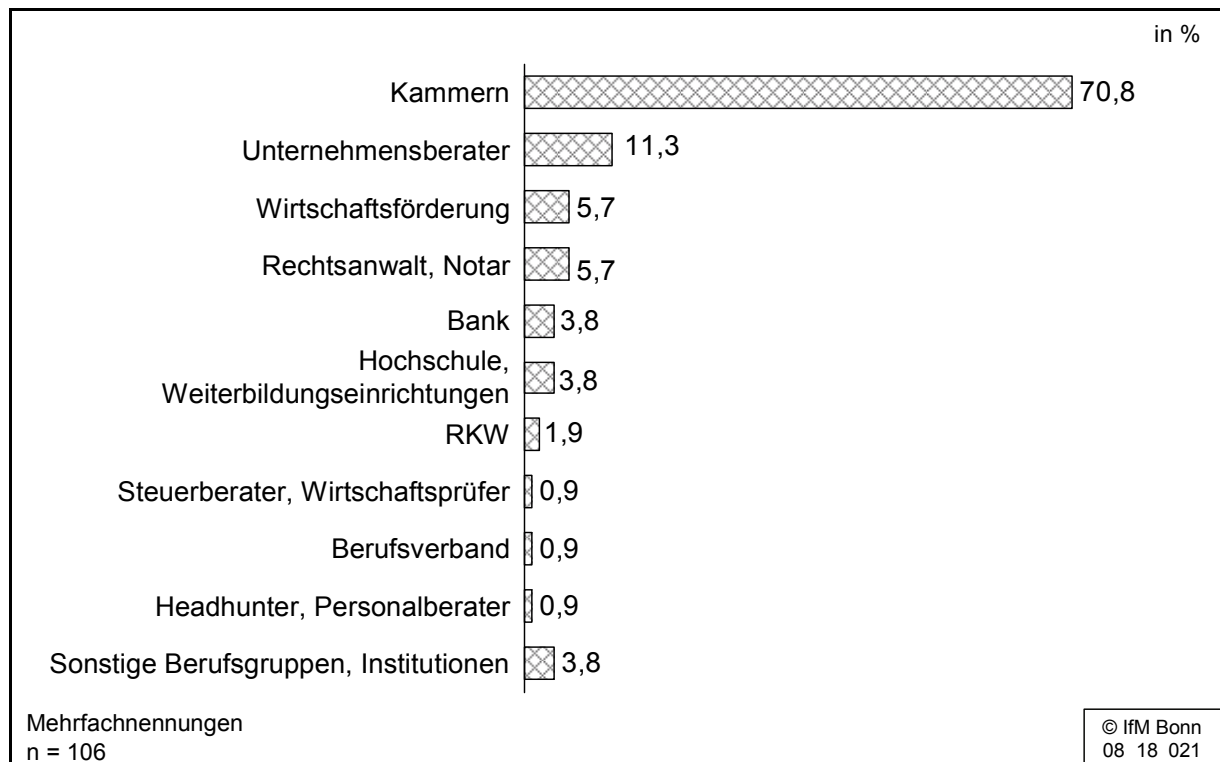 in %
Kammern 70,8
Unternehmensberater 11,3
Wirtschaftsförderung 5,7
Rechtsanwalt, Notar 5,7
Bank 3,8
Hochschule,
Weiterbildungseinrichtungen 3,8
RKW 1,9
Steuerberater, Wirtschaftsprüfer 0,9
Berufsverband 0,9
Headhunter, Personalberater 0,9
Sonstige Berufsgruppen, Institutionen 3,8
Mehrfachnennungen
n = 106
© IfM Bonn
08 18 021